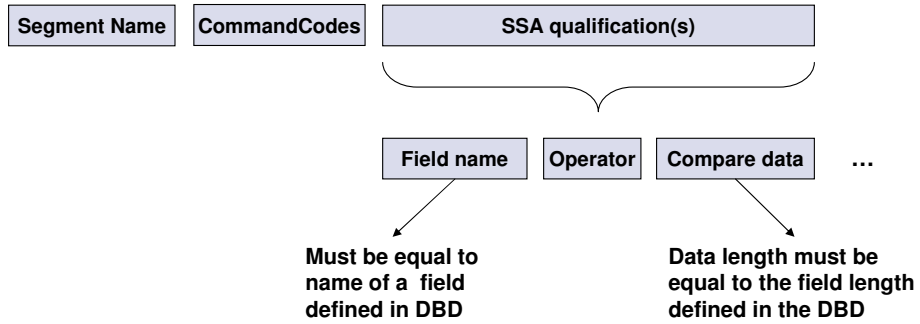 Segment Name CommandCodes SSA qualification(s)
Field name Operator Compare data ...
Must be equal to
name of a field
defined in DBD
Data length must be
equal to the field length
defined in the DBD